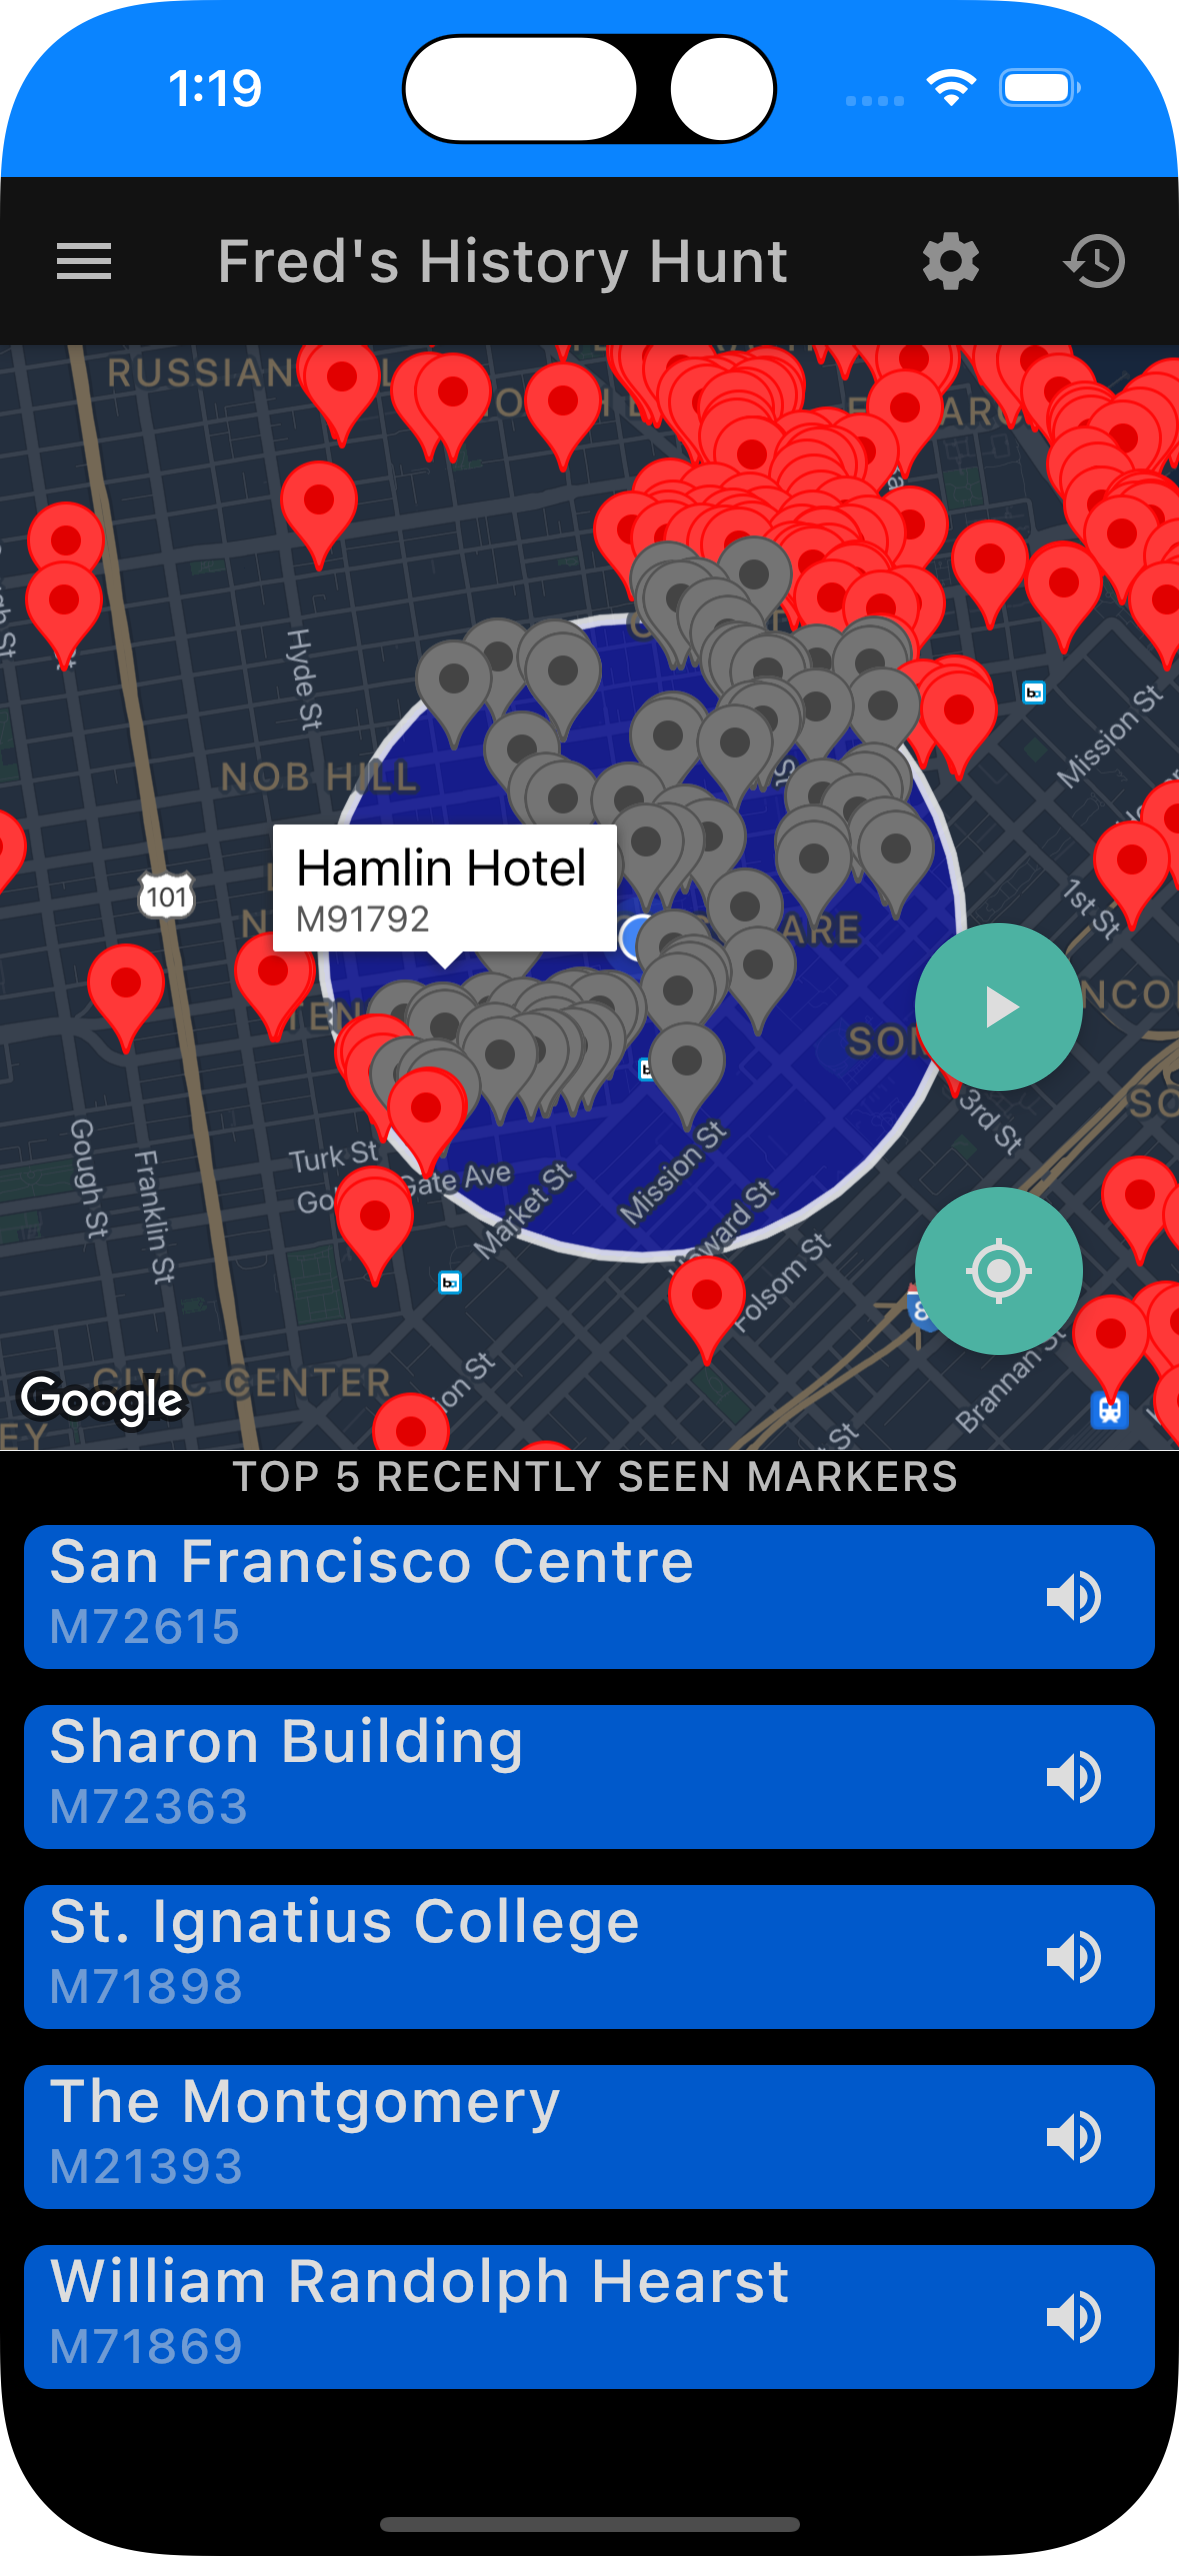 1:19
Fred's History Hunt
RUSSIAN
Hyde St
NOB HILL
Mission St
Hamlin Hotel
M91792
101
1st St
ARE
TEN
3rd St
Gough St
Franklin St
Turk St
Gate Ave
Market St
Mission St
Howard St
Folsom St
CIVIC CENTER
Brannan St
Google
TOP 5 RECENTLY SEEN MARKERS
San Francisco Centre
M72615
Sharon Building
M72363
St. Ignatius College
M71898
The Montgomery
M21393
William Randolph Hearst
M71869